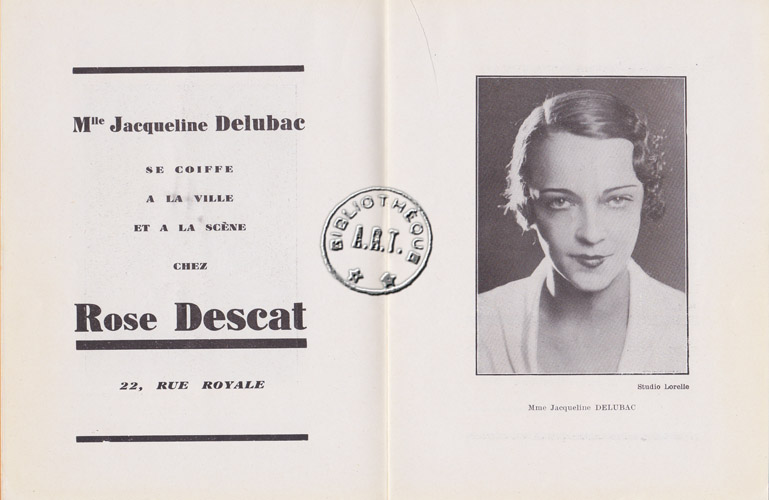 Mlle Jacqueline Delubac
SE COIFFE
A LA VILLE
ET A LA SCÈNE
CHEZ
Rose Descat
22, RUE ROYALE
BIBLIOTHÈQUE
A.R.T.
Studio Lorelle
Mme Jacqueline DELUBAC